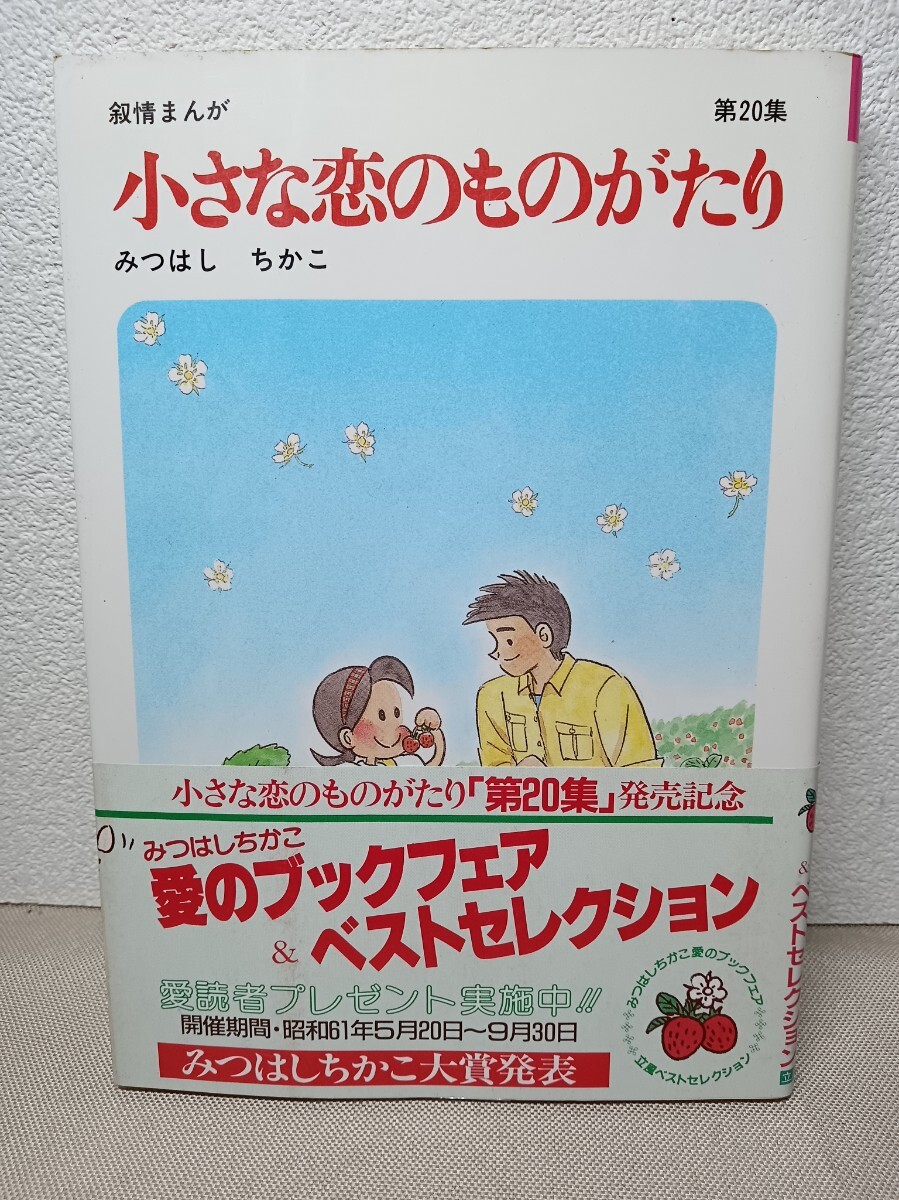 叙情まんが
第20集
小さな恋のものがたり
みつはし ちかこ
小さな恋のものがたり「第20集」発売記念
みつはしちかこ
愛のブックフェア
& ベストセレクション
愛読者プレゼント実施中!!
開催期間・昭和61年5月20日〜9月30日
みつはしちかこ大賞発表
みつはしちかこ愛のブックフェア
立風ベストセレクション
& ベストセレクション
立